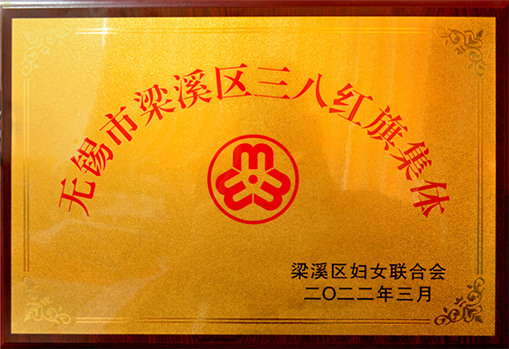 无锡市梁溪区三八红旗集体
梁溪区妇女联合会
二〇二二年三月